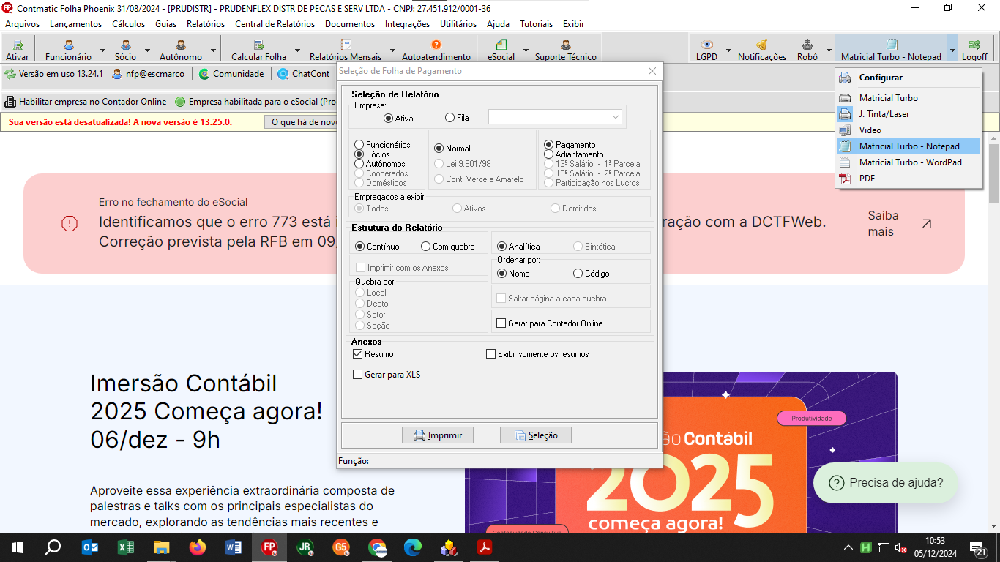 Contmatic Folha Phoenix 31/08/2024 - [PRUDISTR] - PRUDENFLEX DISTR DE PECAS E SERV LTDA - CNPJ: 27.451.912/0001-36
Arquivos Lançamentos Cálculos Guias Relatórios Central de Relatórios Documentos Integrações Utilitários Ajuda Tutoriais Exibir
Ativar Funcionário Sócio Autônomo Calcular Folha Relatórios Mensais Autoatendimento eSocial Suporte Técnico LGPD Notificações Robô Matricial Turbo - Notepad Logoff
Versão em uso 13.24.1 nfp@escmarco Comunidade ChatCont
Habilitar empresa no Contador Online Empresa habilitada para o eSocial (Pro
Sua versão está desatualizada! A nova versão é 13.25.0. O que há de nov
Configurar
Matricial Turbo
J. Tinta/Laser
Video
Matricial Turbo - Notepad
Matricial Turbo - WordPad
PDF
Erro no fechamento do eSocial
Identificamos que o erro 773 está
ração com a DCTFWeb.
Correção prevista pela RFB em 09
Saiba
mais
Seleção de Folha de Pagamento
Seleção de Relatório
Empresa:
Ativa Fila
Funcionários
Sócios
Autônomos
Cooperados
Domésticos
Normal
Lei 9.601/98
Cont. Verde e Amarelo
Pagamento
Adiantamento
13º Salário - 1ª Parcela
13º Salário - 2ª Parcela
Participação nos Lucros
Empregados a exibir:
Todos Ativos Demitidos
Estrutura do Relatório
Contínuo Com quebra
Analítica Sintética
Imprimir com os Anexos
Ordenar por:
Nome Código
Quebra por:
Local
Depto.
Setor
Seção
Saltar página a cada quebra
Gerar para Contador Online
Anexos
Resumo Exibir somente os resumos
Gerar para XLS
Imprimir Seleção
Função:
Imersão Contábil
2025 Começa agora!
06/dez - 9h
Aproveite essa experiência extraordinária composta de
palestras e talks com os principais especialistas do
mercado, explorando as tendências mais recentes e
Produtividade
ão Contábil
2025
começa agora!
Contabilidade Consultiva
Precisa de ajuda?
FP JR G5
10:53
05/12/2024
21